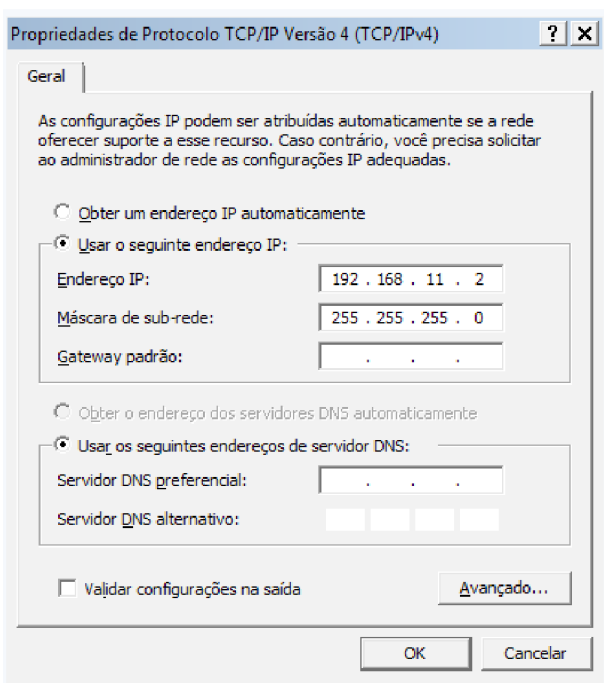 Propriedades de Protocolo TCP/IP Versão 4 (TCP/IPv4)
Geral
As configurações IP podem ser atribuídas automaticamente se a rede
oferecer suporte a esse recurso. Caso contrário, você precisa solicitar
ao administrador de rede as configurações IP adequadas.
Obter um endereço IP automaticamente
Usar o seguinte endereço IP:
Endereço IP: 192 . 168 . 11 . 2
Máscara de sub-rede: 255 . 255 . 255 . 0
Gateway padrão: . . .
Obter o endereço dos servidores DNS automaticamente
Usar os seguintes endereços de servidor DNS:
Servidor DNS preferencial: . . .
Servidor DNS alternativo:
Validar configurações na saída
Avançado...
OK Cancelar